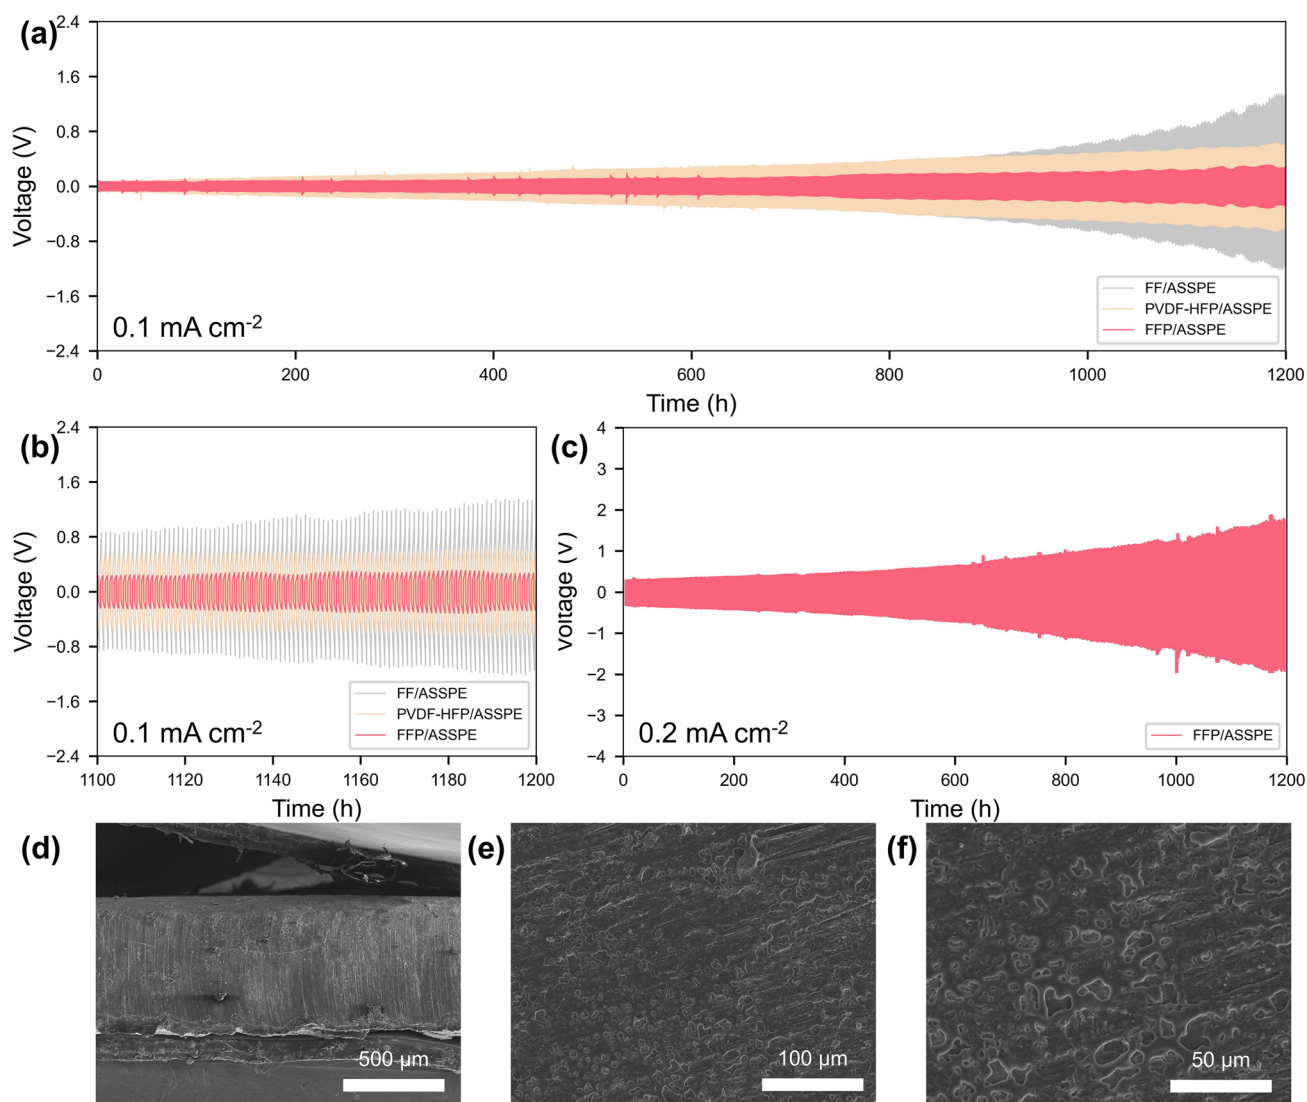 (a)
Voltage (V)
2.4
1.6
0.8
0.0
−0.8
−1.6
−2.4
0.1 mA cm-2
FF/ASSPE
PVDF-HFP/ASSPE
FFP/ASSPE
0 200 400 600 800 1000 1200
Time (h)
(b)
Voltage (V)
2.4
1.6
0.8
0.0
−0.8
−1.6
−2.4
0.1 mA cm-2
FF/ASSPE
PVDF-HFP/ASSPE
FFP/ASSPE
1100 1120 1140 1160 1180 1200
Time (h)
(c)
Voltage (V)
4
3
2
1
0
−1
−2
−3
−4
0.2 mA cm-2
FFP/ASSPE
0 200 400 600 800 1000 1200
Time (h)
(d)
500 µm
(e)
100 µm
(f)
50 µm